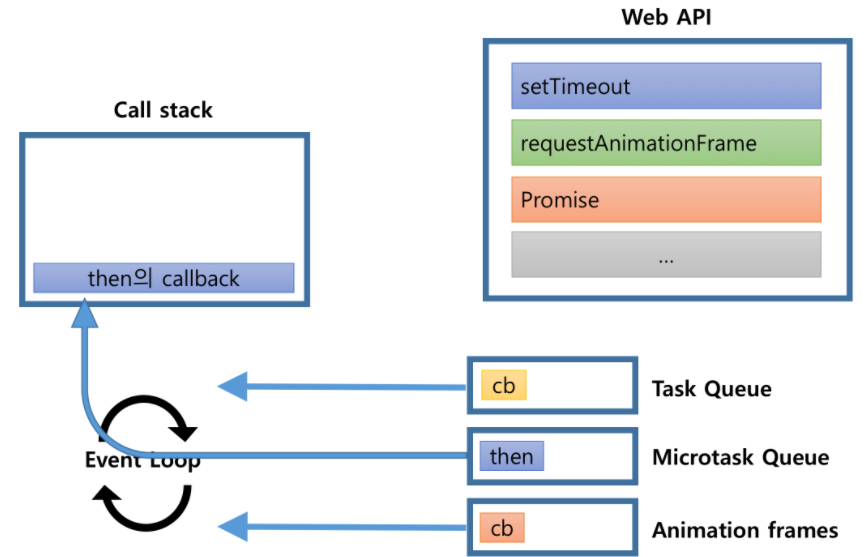 Web API
setTimeout
requestAnimationFrame
Promise
...
Call stack
then의 callback
Event Loop
cb
Task Queue
then
Microtask Queue
cb
Animation frames